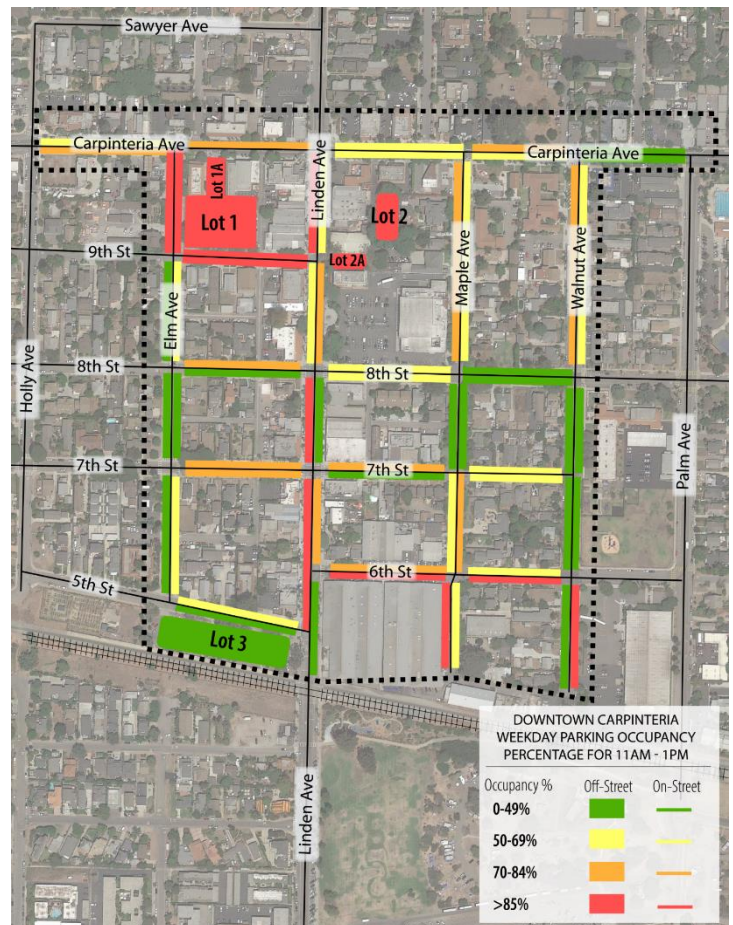 Sawyer Ave
Carpinteria Ave
Carpinteria Ave
Linden Ave
Lot 1A
Lot 1
Lot 2
9th St
Lot 2A
Elm Ave
Maple Ave
Walnut Ave
Holly Ave
8th St
8th St
7th St
7th St
Palm Ave
6th St
5th St
Lot 3
Linden Ave
DOWNTOWN CARPINTERIA
WEEKDAY PARKING OCCUPANCY
PERCENTAGE FOR 11AM - 1PM
Occupancy % Off-Street On-Street
0-49%
50-69%
70-84%
>85%